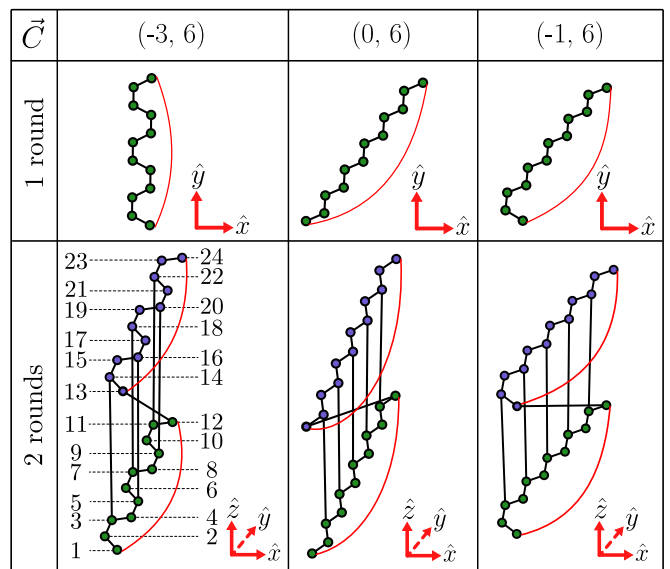 C⃗ (-3, 6) (0, 6) (-1, 6)
1 round
ŷ x̂
ŷ x̂
ŷ x̂
2 rounds
23 24
22
21
19 20
18
17
15 16
14
13
11 12
10
9
7 8
6
5
3 4
2
1
ẑ ŷ x̂
ẑ ŷ x̂
ẑ ŷ x̂